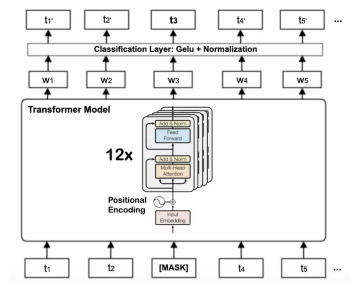 t1' t2' t3 t4' t5' ...
Classification Layer: Gelu + Normalization
W1 W2 W3 W4 W5
Transformer Model
12x
Add & Norm
Feed
Forward
Add & Norm
Multi-Head
Attention
Positional
Encoding
Input
Embedding
t1 t2 [MASK] t4 t5 ...